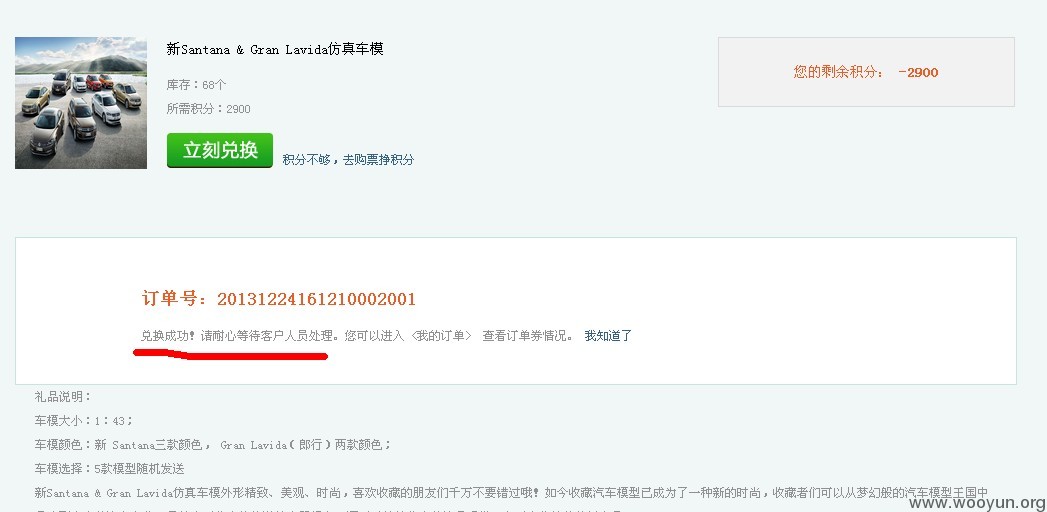 新Santana & Gran Lavida仿真车模
您的剩余积分： -2900
库存：68个
所需积分：2900
立刻兑换 积分不够，去购票挣积分
订单号：20131224161210002001
兑换成功！请耐心等待客户人员处理。您可以进入 <我的订单> 查看订单券情况。 我知道了
礼品说明：
车模大小：1：43；
车模颜色：新 Santana三款颜色， Gran Lavida（郎行）两款颜色；
车模选择：5款模型随机发送
新Santana & Gran Lavida仿真车模外形精致、美观、时尚，喜欢收藏的朋友们千万不要错过哦！如今收藏汽车模型已成为了一种新的时尚，收藏者们可以从梦幻般的汽车模型王国中
www.wooyun.org